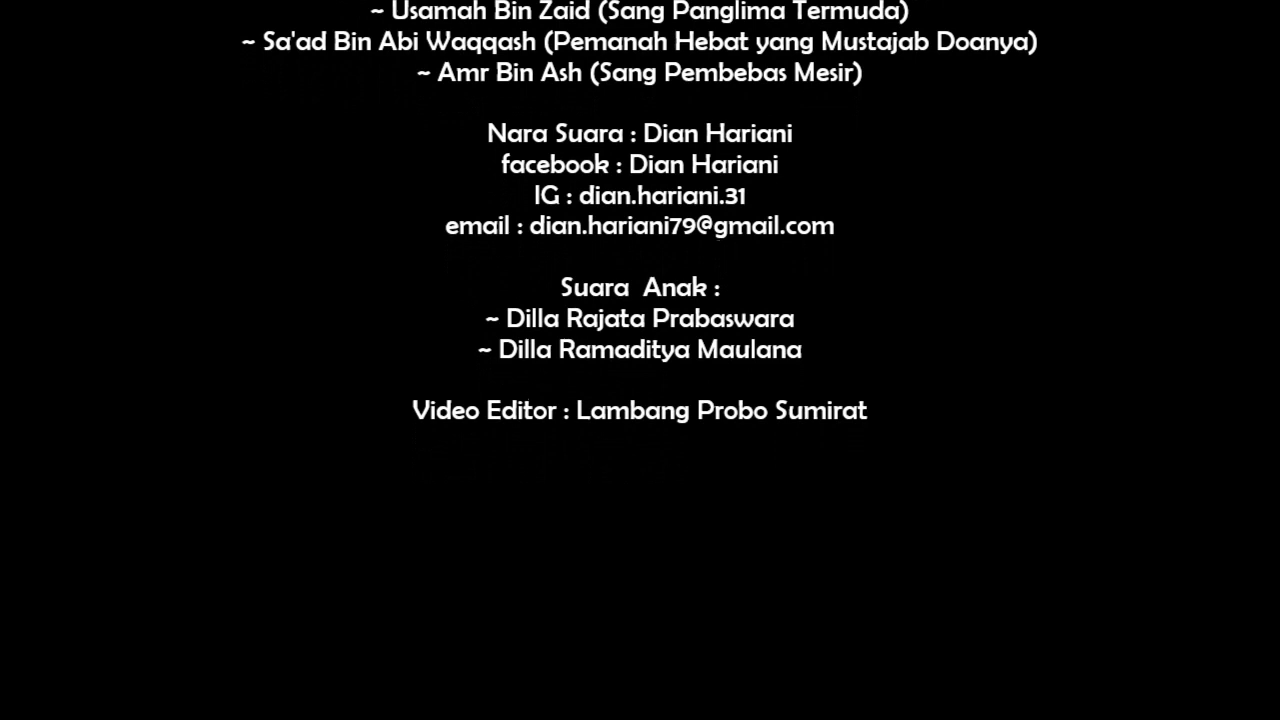 ~ Usamah Bin Zaid (Sang Panglima Termuda)
~ Sa'ad Bin Abi Waqqash (Pemanah Hebat yang Mustajab Doanya)
~ Amr Bin Ash (Sang Pembebas Mesir)
Nara Suara : Dian Hariani
facebook : Dian Hariani
IG : dian.hariani.31
email : dian.hariani79@gmail.com
Suara  Anak :
~ Dilla Rajata Prabaswara
~ Dilla Ramaditya Maulana
Video Editor : Lambang Probo Sumirat